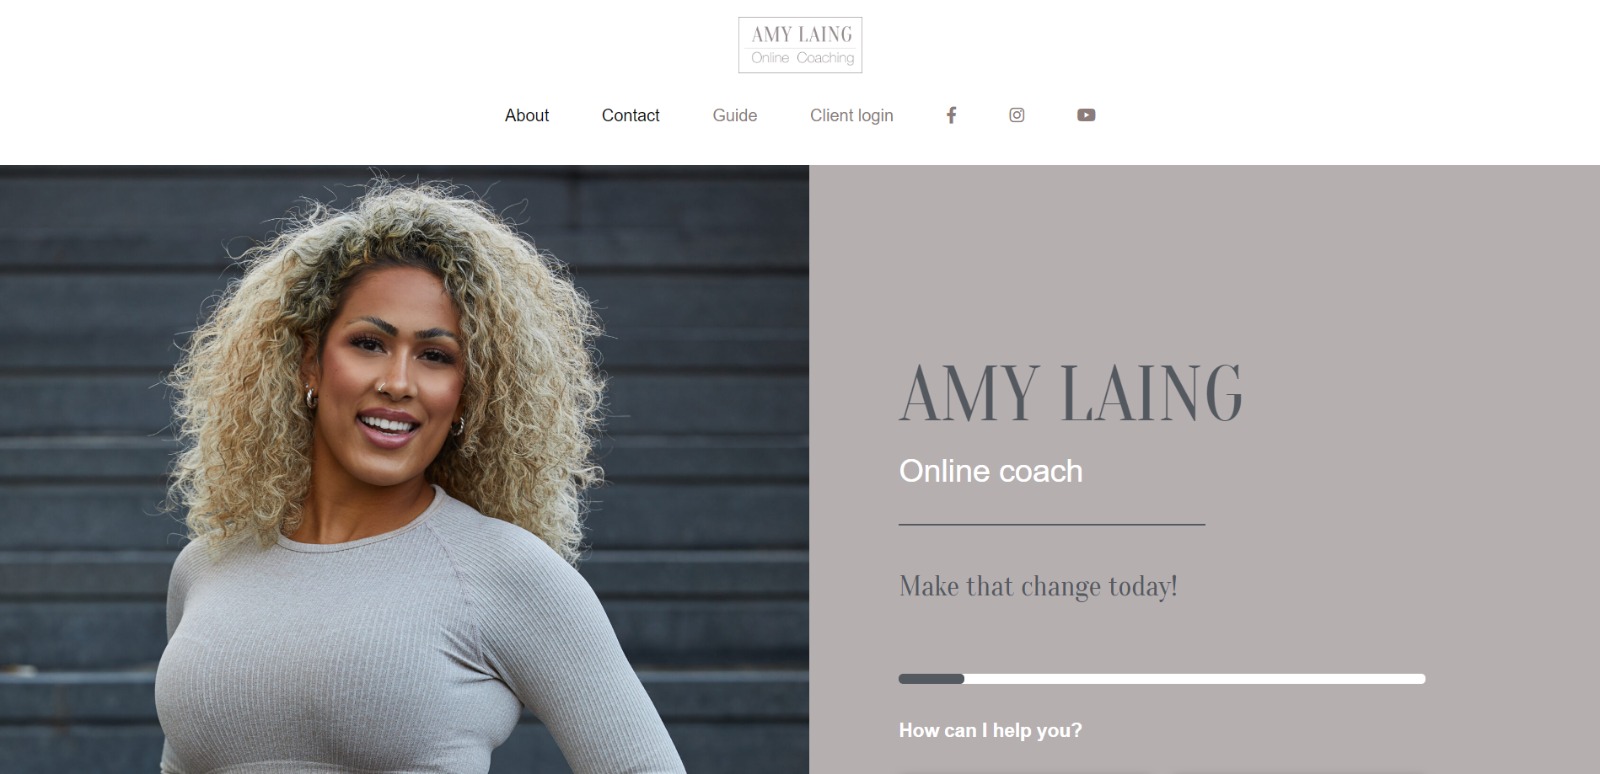 AMY LAING
Online Coaching
About Contact Guide Client login
AMY LAING
Online coach
Make that change today!
How can I help you?